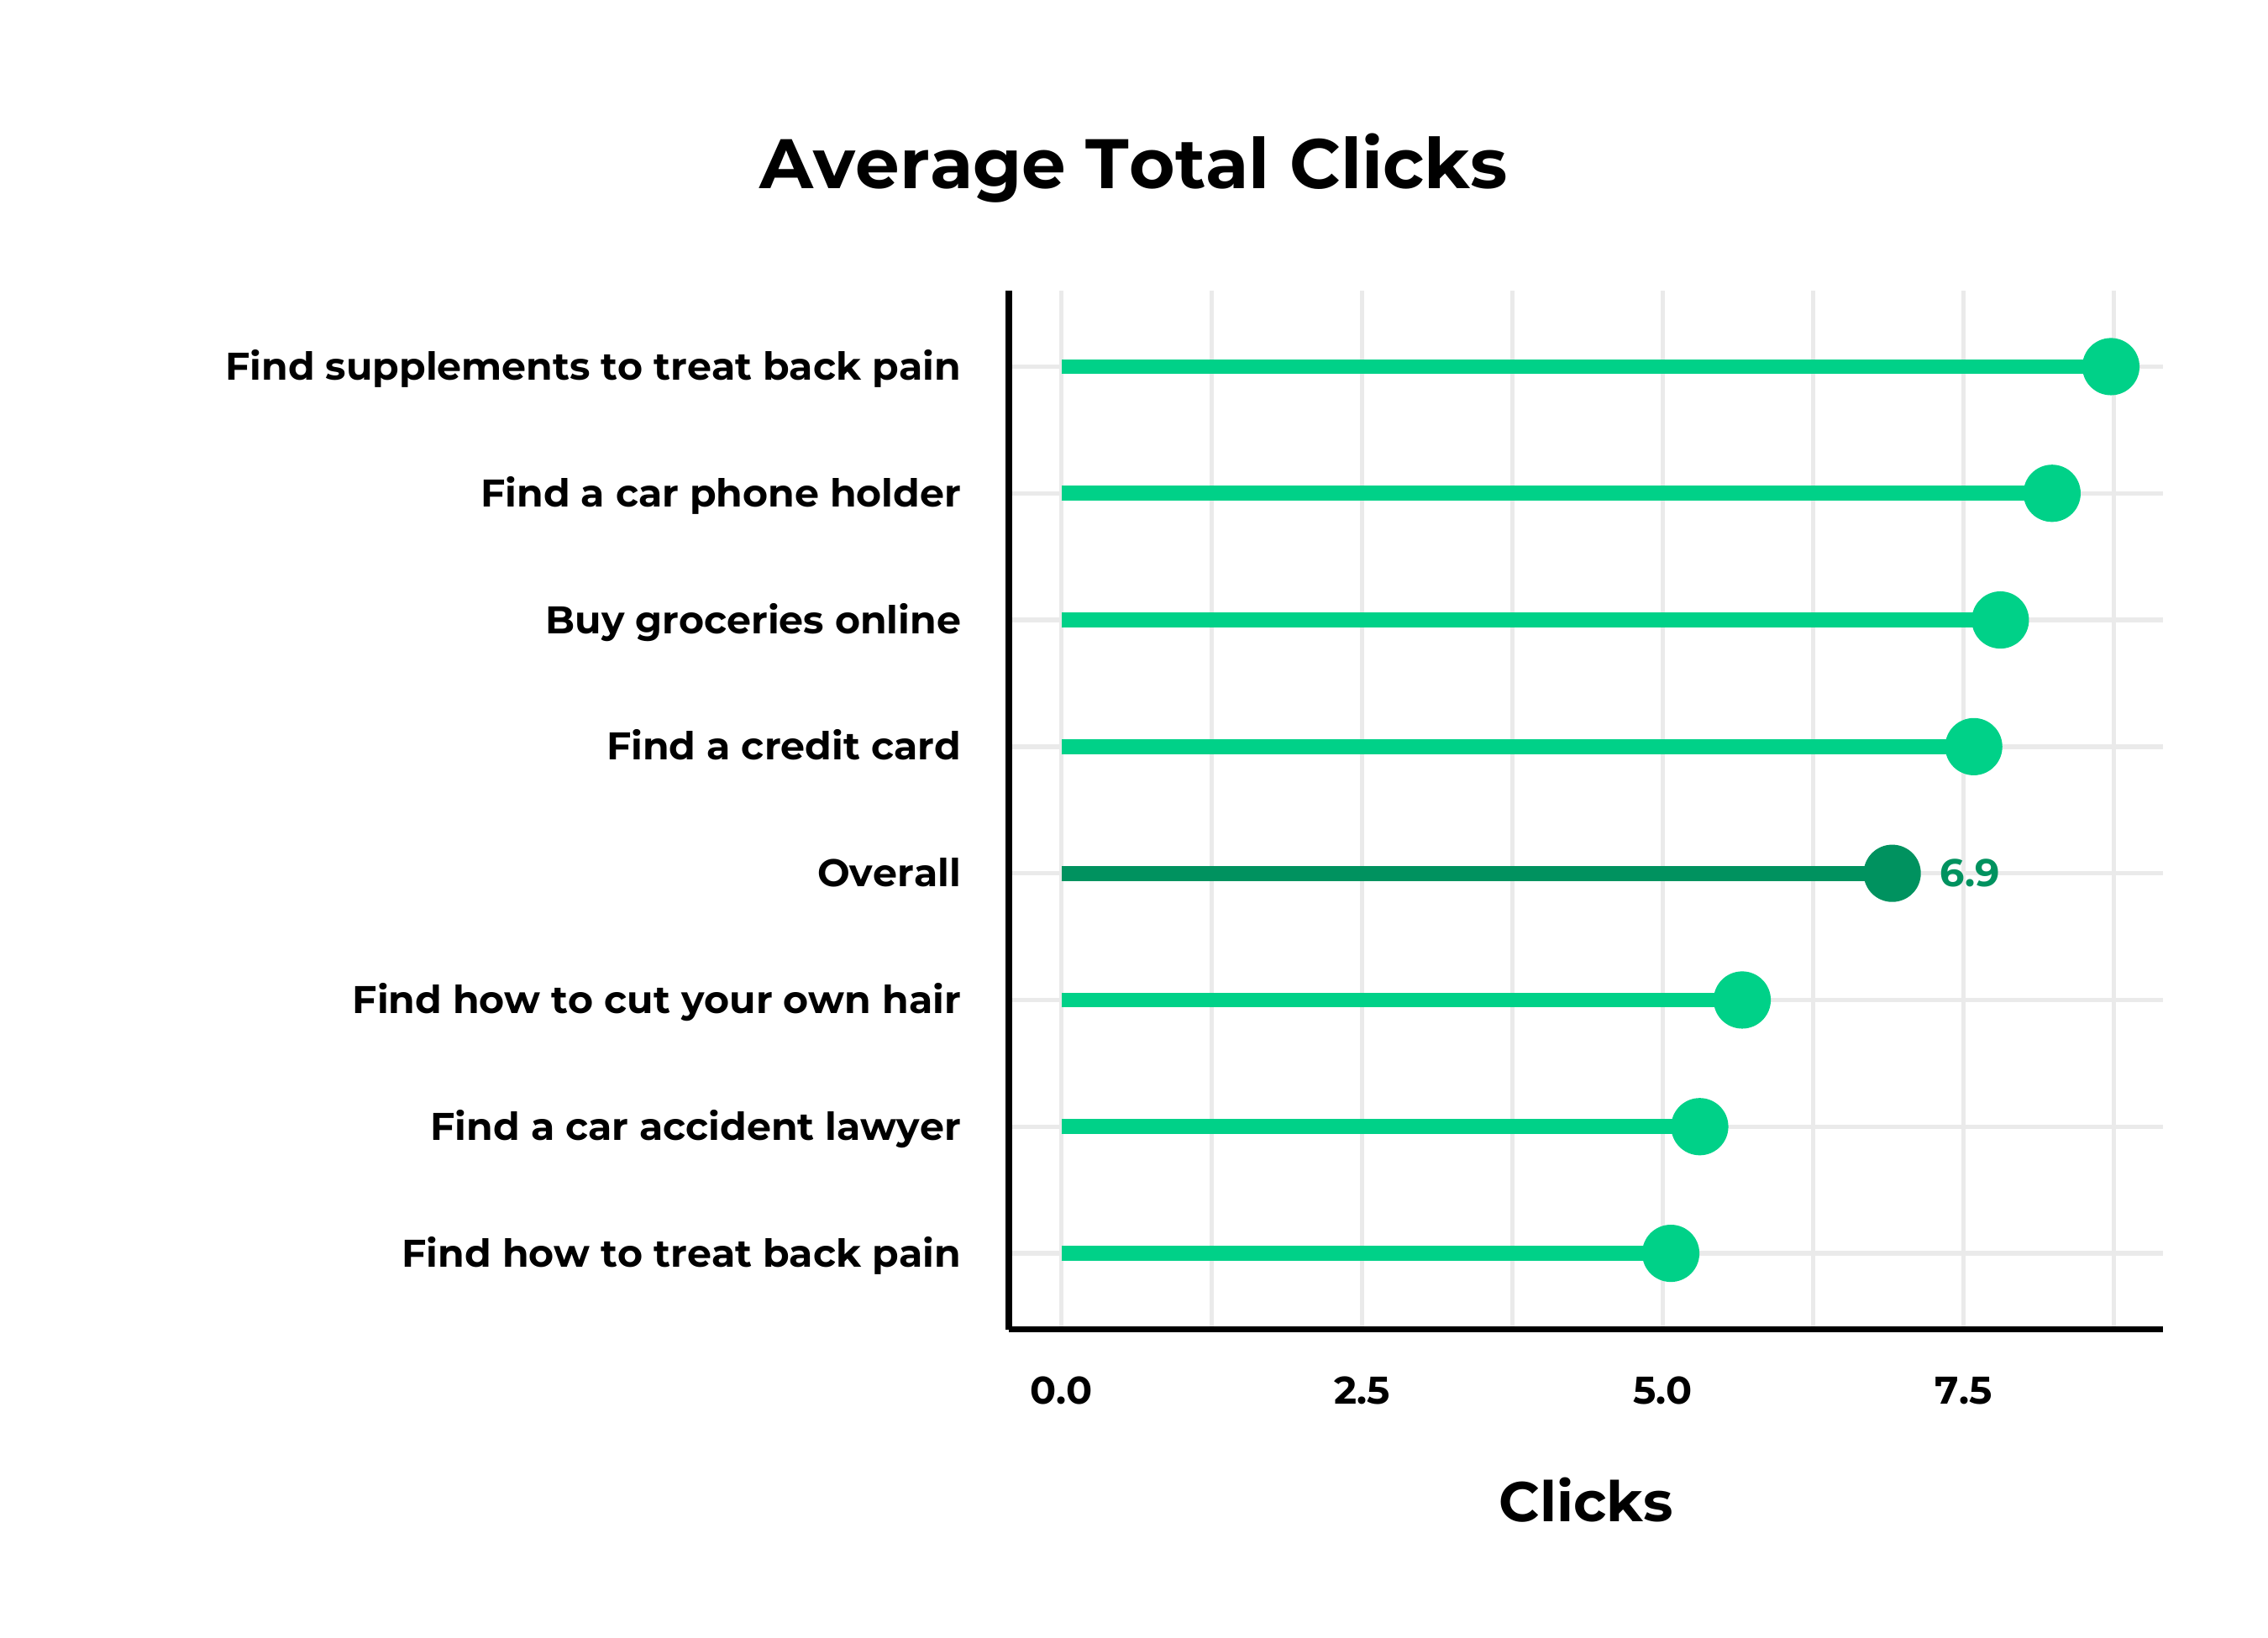 Average Total Clicks
Find supplements to treat back pain
Find a car phone holder
Buy groceries online
Find a credit card
Overall
6.9
Find how to cut your own hair
Find a car accident lawyer
Find how to treat back pain
0.0 2.5 5.0 7.5
Clicks